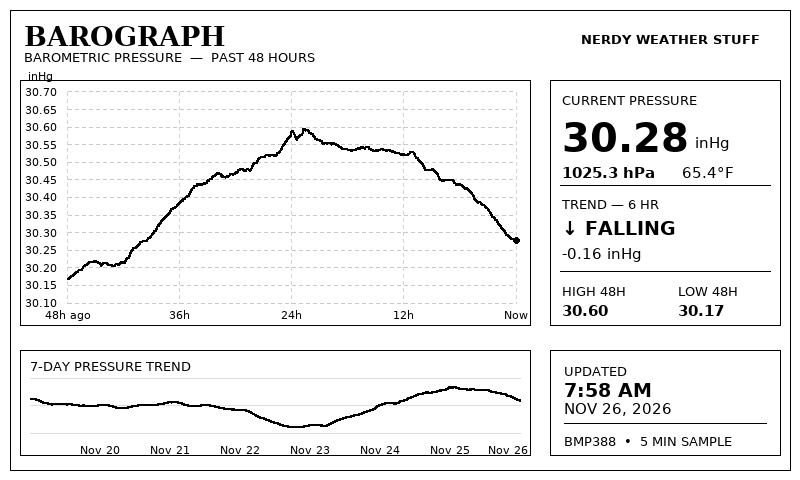 BAROGRAPH
BAROMETRIC PRESSURE — PAST 48 HOURS
NERDY WEATHER STUFF
inHg
30.70
30.65
30.60
30.55
30.50
30.45
30.40
30.35
30.30
30.25
30.20
30.15
30.10
48h ago 36h 24h 12h Now
CURRENT PRESSURE
30.28 inHg
1025.3 hPa 65.4°F
TREND — 6 HR
↓ FALLING
-0.16 inHg
HIGH 48H LOW 48H
30.60 30.17
7-DAY PRESSURE TREND
Nov 20 Nov 21 Nov 22 Nov 23 Nov 24 Nov 25 Nov 26
UPDATED
7:58 AM
NOV 26, 2026
BMP388 • 5 MIN SAMPLE